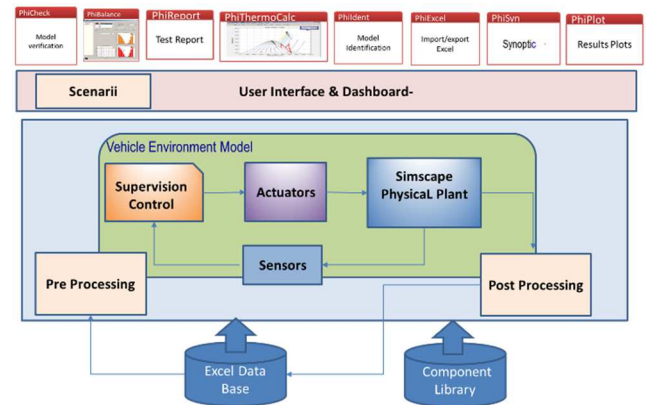 PhiCheck
Model
verification
PhiBalance
PhiReport
Test Report
PhiThermoCalc
PhiIdent
Model
Identification
PhiExcel
Import/export
Excel
PhiSyn
Synoptic
PhiPlot
Results Plots
Scenarii
User Interface & Dashboard-
Vehicle Environment Model
Supervision
Control
Actuators
Simscape
PhysicaL Plant
Sensors
Pre Processing
Post Processing
Excel Data
Base
Component
Library